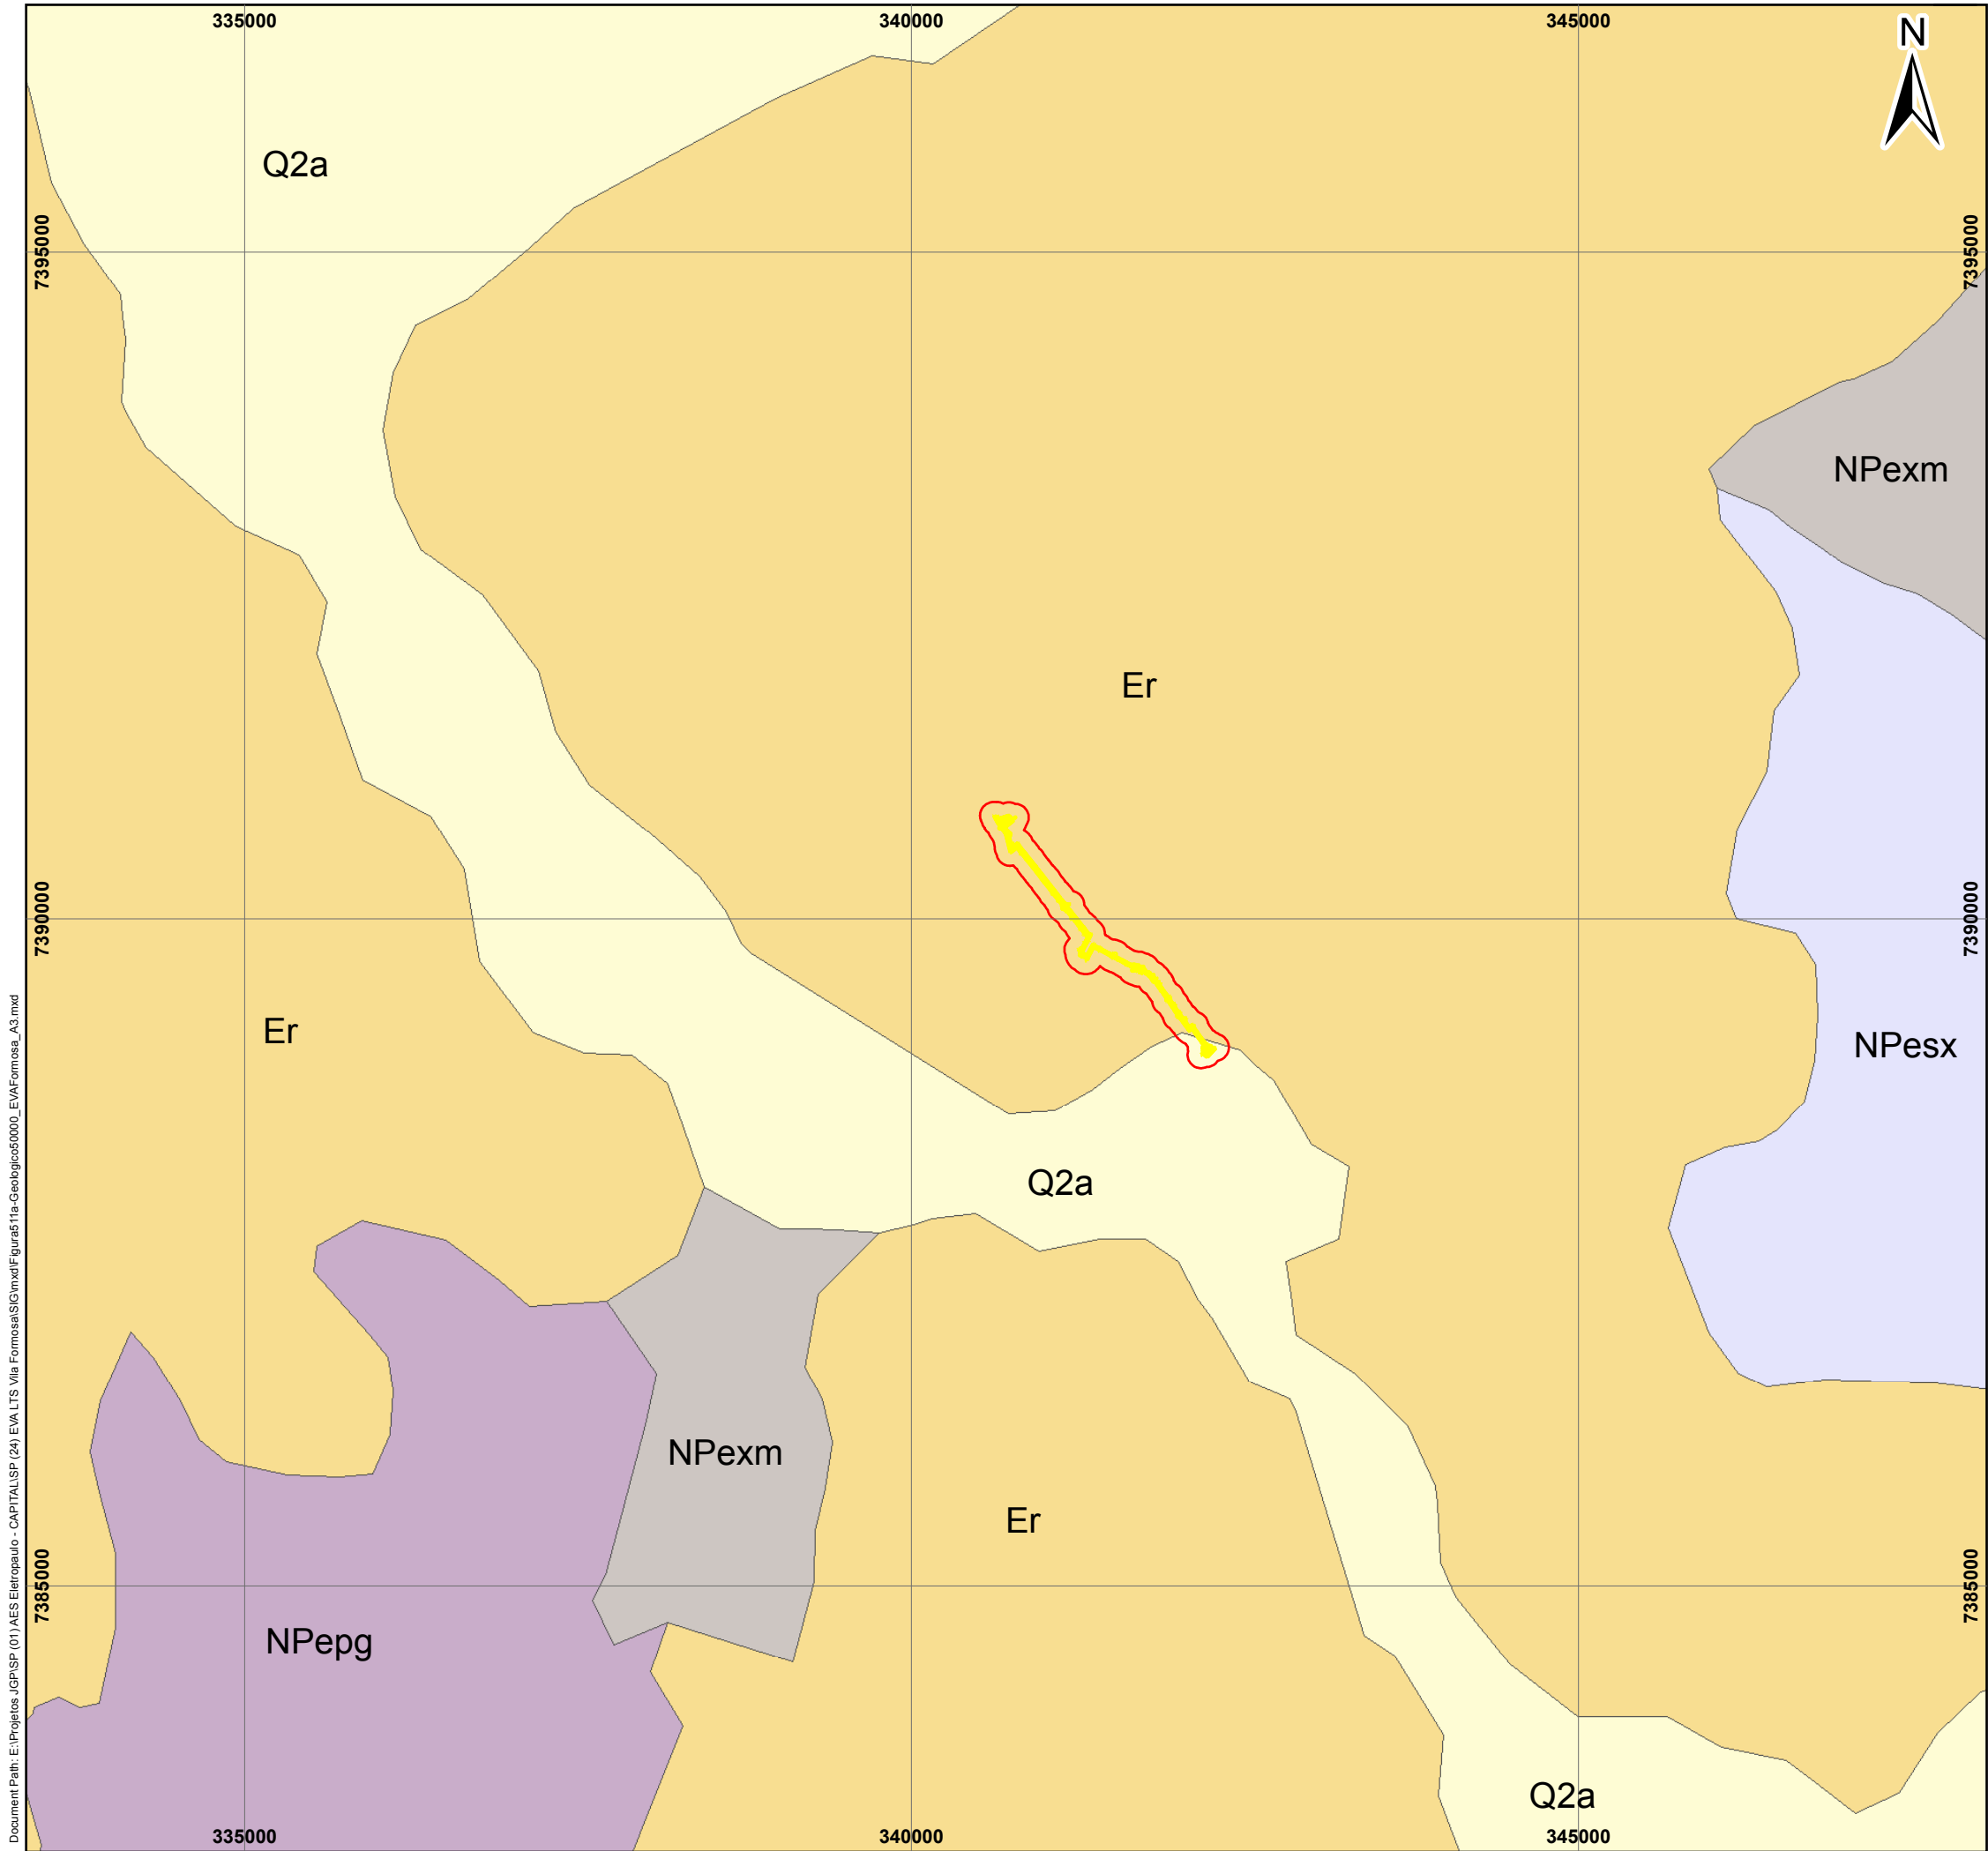 335000
340000
345000
N
Q2a
7395000
7395000
NPexm
Er
7390000
7390000
Er
NPesx
Q2a
NPexm
Er
7385000
7385000
NPepg
Q2a
335000
340000
345000
Document Path: E:\Projetos JGP\SP (01) AES Eletropaulo - CAPITAL\SP (24) EVA LTS Vila Formosa\SIG\mxd\Figura511a-Geologico50000_EVAFormosa_A3.mxd